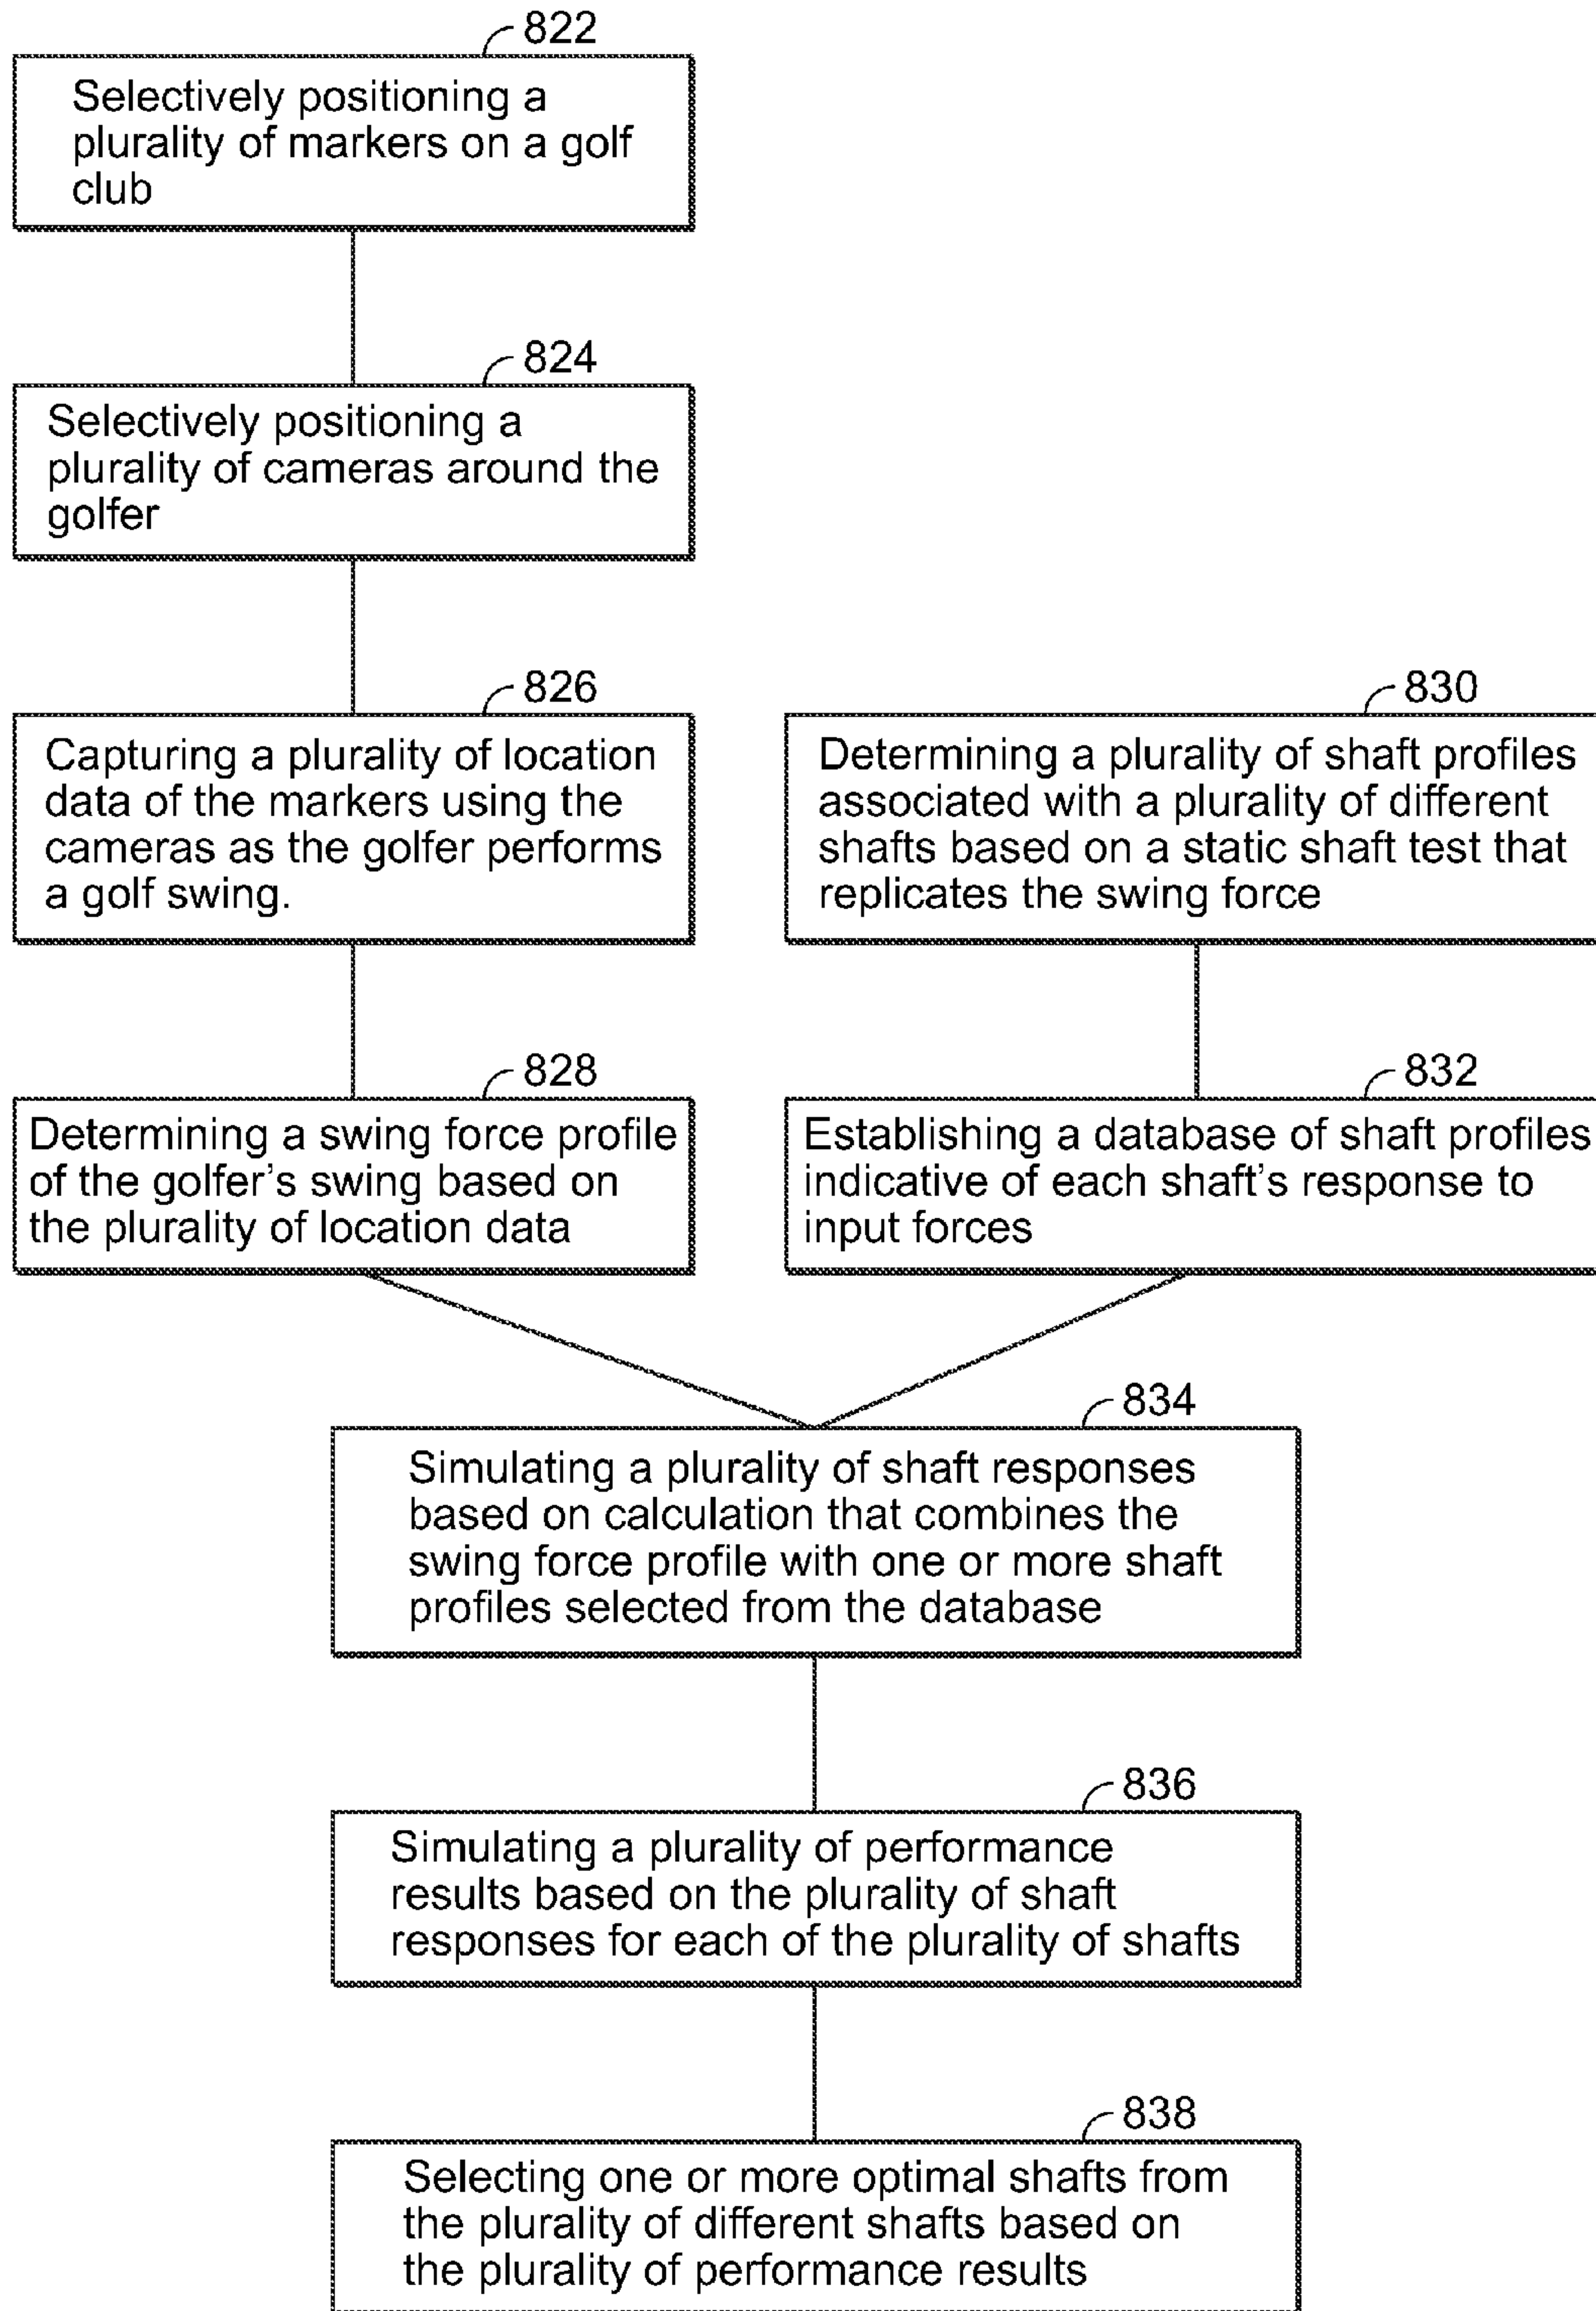 822
Selectively positioning a
plurality of markers on a golf
club
824
Selectively positioning a
plurality of cameras around the
golfer
826
Capturing a plurality of location
data of the markers using the
cameras as the golfer performs
a golf swing.
828
Determining a swing force profile
of the golfer's swing based on
the plurality of location data
830
Determining a plurality of shaft profiles
associated with a plurality of different
shafts based on a static shaft test that
replicates the swing force
832
Establishing a database of shaft profiles
indicative of each shaft's response to
input forces
834
Simulating a plurality of shaft responses
based on calculation that combines the
swing force profile with one or more shaft
profiles selected from the database
836
Simulating a plurality of performance
results based on the plurality of shaft
responses for each of the plurality of shafts
838
Selecting one or more optimal shafts from
the plurality of different shafts based on
the plurality of performance results